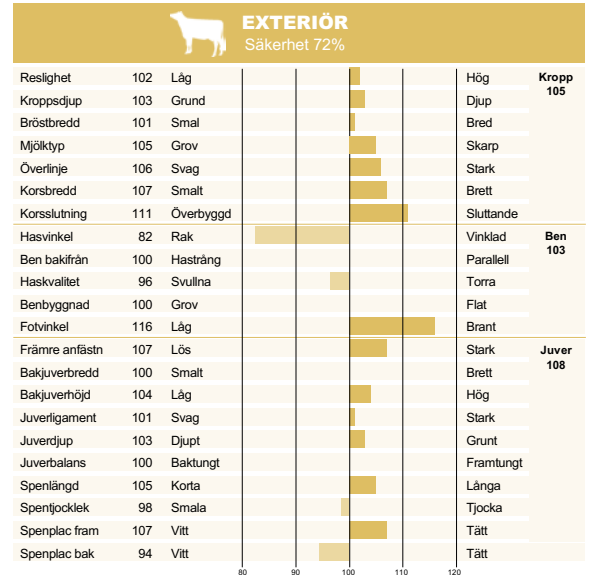 EXTERIÖR
Säkerhet 72%
Reslighet 102 Låg Hög Kropp
105
Kroppsdjup 103 Grund Djup
Bröstbredd 101 Smal Bred
Mjölktyp 105 Grov Skarp
Överlinje 106 Svag Stark
Korsbredd 107 Smalt Brett
Korsslutning 111 Överbyggd Sluttande
Hasvinkel 82 Rak Vinklad Ben
103
Ben bakifrån 100 Hastrång Parallell
Haskvalitet 96 Svullna Torra
Benbyggnad 100 Grov Flat
Fotvinkel 116 Låg Brant
Främre anfästn 107 Lös Stark Juver
108
Bakjuverbredd 100 Smalt Brett
Bakjuverhöjd 104 Låg Hög
Juverligament 101 Svag Stark
Juverdjup 103 Djupt Grunt
Juverbalans 100 Baktungt Framtungt
Spenlängd 105 Korta Långa
Spentjocklek 98 Smala Tjocka
Spenplac fram 107 Vitt Tätt
Spenplac bak 94 Vitt Tätt
80 90 100 110 120